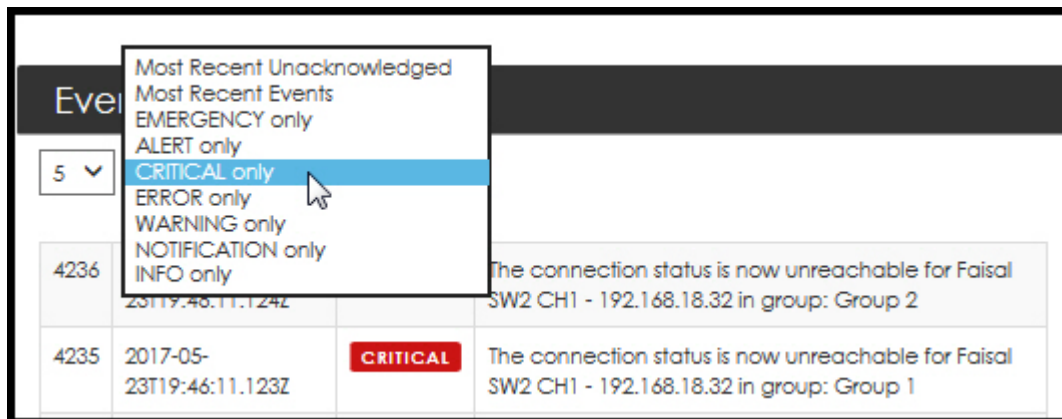 Most Recent Unacknowledged
Most Recent Events
EMERGENCY only
ALERT only
CRITICAL only
ERROR only
WARNING only
NOTIFICATION only
INFO only
Eve
5
4236
23T19:46:11.124Z
The connection status is now unreachable for Faisal
SW2 CH1 - 192.168.18.32 in group: Group 2
4235
2017-05-
23T19:46:11.123Z
CRITICAL
The connection status is now unreachable for Faisal
SW2 CH1 - 192.168.18.32 in group: Group 1